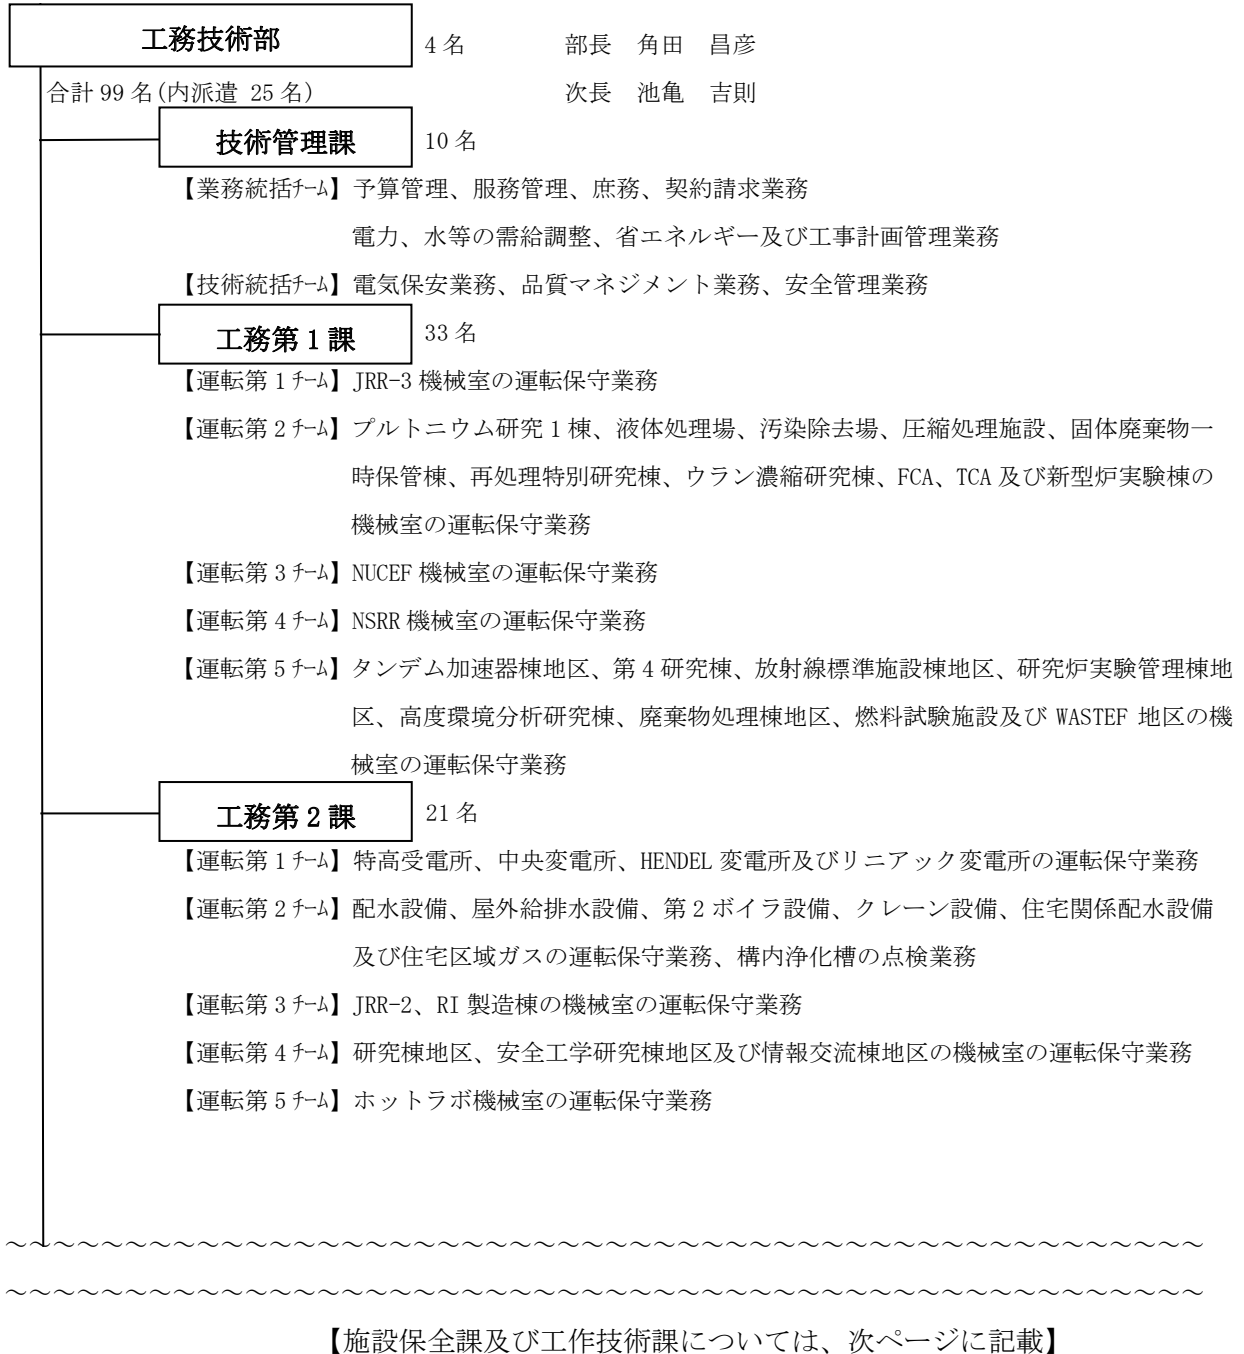 工務技術部 4名 部長 角田 昌彦
合計99名(内派遣 25名) 次長 池亀 吉則
技術管理課 10名
【業務統括ﾁｰﾑ】予算管理、服務管理、庶務、契約請求業務
電力、水等の需給調整、省エネルギー及び工事計画管理業務
【技術統括ﾁｰﾑ】電気保安業務、品質マネジメント業務、安全管理業務
工務第1課 33名
【運転第1ﾁｰﾑ】JRR-3機械室の運転保守業務
【運転第2ﾁｰﾑ】プルトニウム研究1棟、液体処理場、汚染除去場、圧縮処理施設、固体廃棄物一
時保管棟、再処理特別研究棟、ウラン濃縮研究棟、FCA、TCA及び新型炉実験棟の
機械室の運転保守業務
【運転第3ﾁｰﾑ】NUCEF機械室の運転保守業務
【運転第4ﾁｰﾑ】NSRR機械室の運転保守業務
【運転第5ﾁｰﾑ】タンデム加速器棟地区、第4研究棟、放射線標準施設棟地区、研究炉実験管理棟地
区、高度環境分析研究棟、廃棄物処理棟地区、燃料試験施設及び WASTEF 地区の機
械室の運転保守業務
工務第2課 21名
【運転第1ﾁｰﾑ】特高受電所、中央変電所、HENDEL変電所及びリニアック変電所の運転保守業務
【運転第2ﾁｰﾑ】配水設備、屋外給排水設備、第2ボイラ設備、クレーン設備、住宅関係配水設備
及び住宅区域ガスの運転保守業務、構内浄化槽の点検業務
【運転第3ﾁｰﾑ】JRR-2、RI製造棟の機械室の運転保守業務
【運転第4ﾁｰﾑ】研究棟地区、安全工学研究棟地区及び情報交流棟地区の機械室の運転保守業務
【運転第5ﾁｰﾑ】ホットラボ機械室の運転保守業務
～～～～～～～～～～～～～～～～～～～～～～～～～～～～～～～～～～～～～～～～～～～～～～～～～～
～～～～～～～～～～～～～～～～～～～～～～～～～～～～～～～～～～～～～～～～～～～～～～～～～～
【施設保全課及び工作技術課については、次ページに記載】